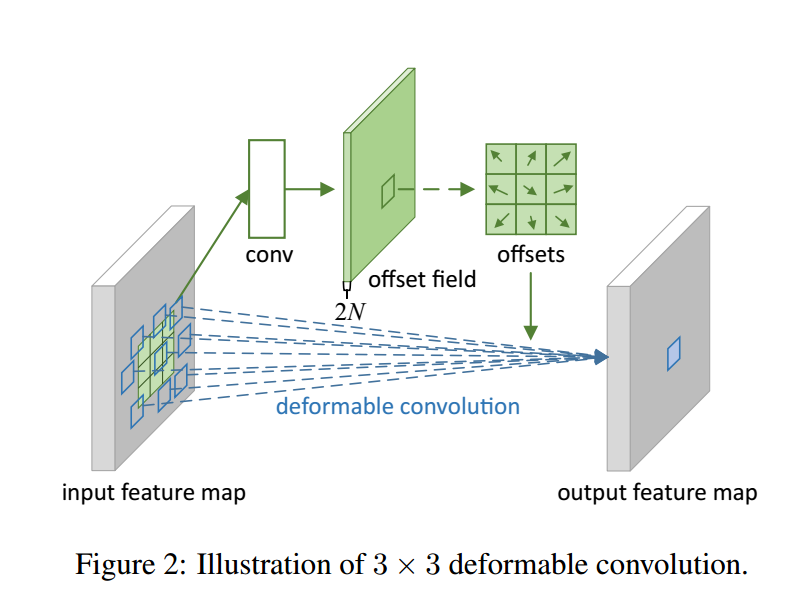 conv
offset field
2N
offsets
deformable convolution
input feature map
output feature map
Figure 2: Illustration of 3 × 3 deformable convolution.